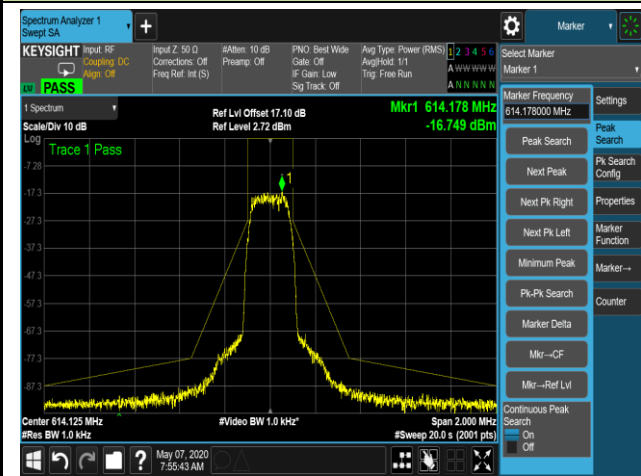 Spectrum Analyzer 1
Swept SA
+
Marker
KEYSIGHT
Input: RF
Coupling: DC
Align: Off
Input Z: 50 Ω
Corrections: Off
Freq Ref: Int (S)
#Atten: 10 dB
Preamp: Off
PNO: Best Wide
Gate: Off
IF Gain: Low
Sig Track: Off
Avg Type: Power (RMS)
Avg|Hold: 1/1
Trig: Free Run
1 2 3 4 5 6
A W W W W W
A N N N N N
PASS
Select Marker
Marker 1
1 Spectrum
Scale/Div 10 dB
Ref Lvl Offset 17.10 dB
Ref Level 2.72 dBm
Mkr1 614.178 MHz
-16.749 dBm
Log
Trace 1 Pass
1
-7.28
-17.3
-27.3
-37.3
-47.3
-57.3
-67.3
-77.3
-87.3
Center 614.125 MHz
#Res BW 1.0 kHz
#Video BW 1.0 kHz*
Span 2.000 MHz
#Sweep 20.0 s (2001 pts)
Marker Frequency
614.178000 MHz
Peak Search
Next Peak
Next Pk Right
Next Pk Left
Minimum Peak
Pk-Pk Search
Marker Delta
Mkr→CF
Mkr→Ref Lvl
Continuous Peak
Search
On
Off
Settings
Peak
Search
Pk Search
Config
Properties
Marker
Function
Marker→
Counter
?
May 07, 2020
7:55:43 AM